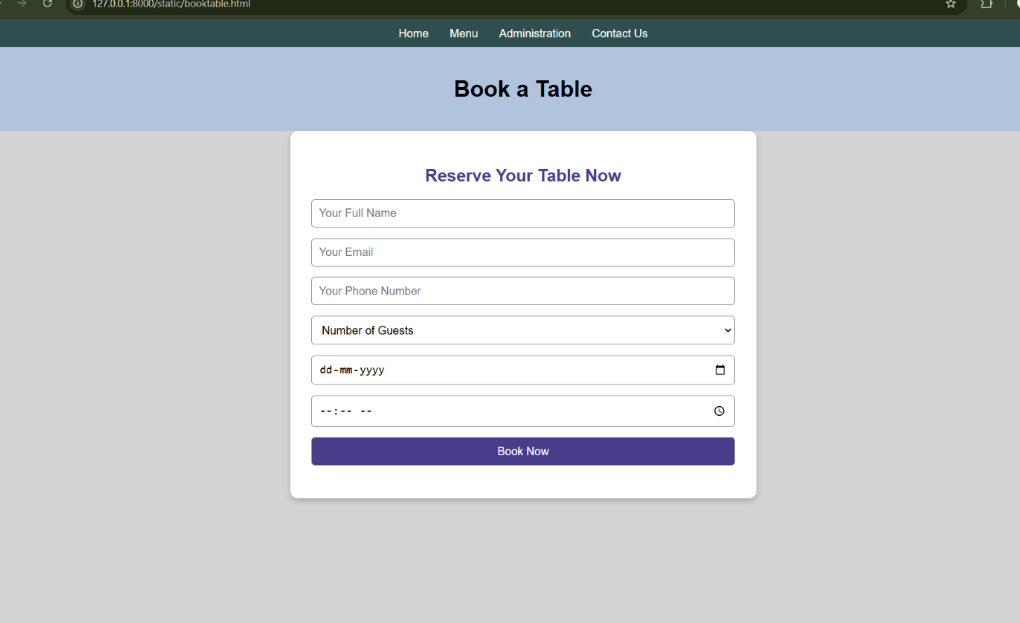 127.0.0.1:8000/static/booktable.html
Home Menu Administration Contact Us
Book a Table
Reserve Your Table Now
Your Full Name
Your Email
Your Phone Number
Number of Guests
dd-mm-yyyy
--:-- --
Book Now